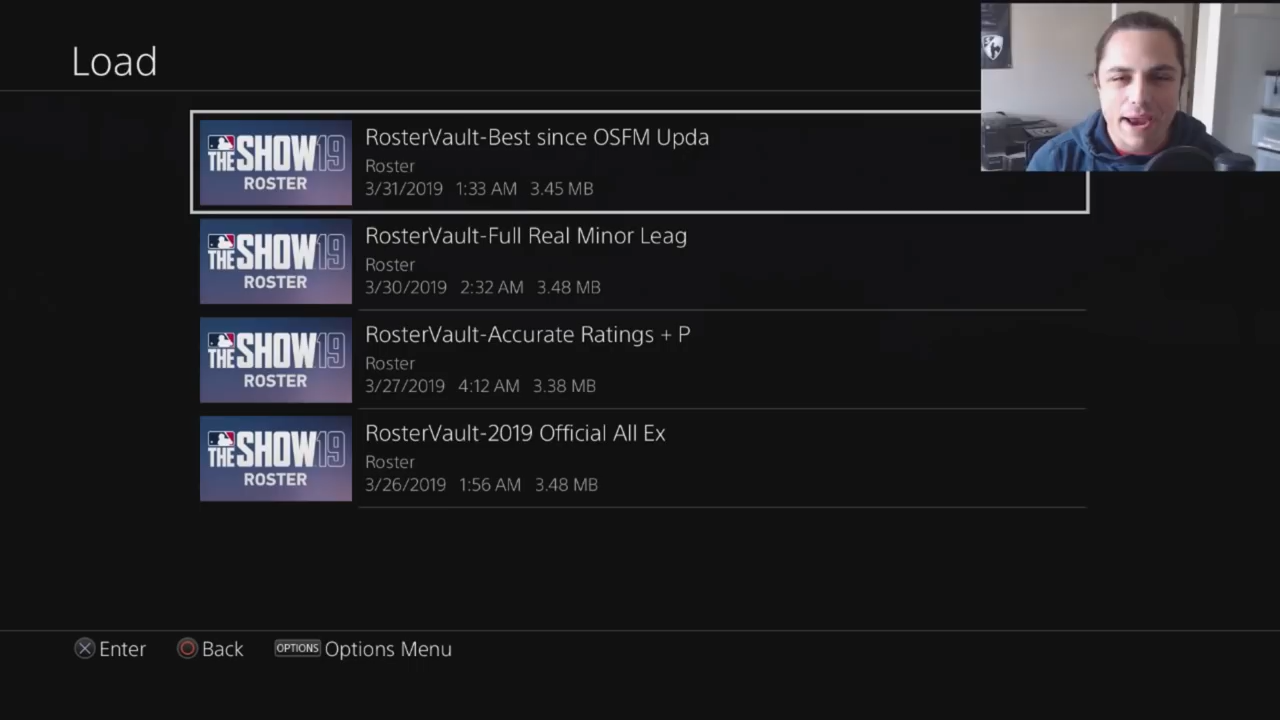 Load
THE SHOW 19
ROSTER
RosterVault-Best since OSFM Upda
Roster
3/31/2019 1:33 AM 3.45 MB
THE SHOW 19
ROSTER
RosterVault-Full Real Minor Leag
Roster
3/30/2019 2:32 AM 3.48 MB
THE SHOW 19
ROSTER
RosterVault-Accurate Ratings + P
Roster
3/27/2019 4:12 AM 3.38 MB
THE SHOW 19
ROSTER
RosterVault-2019 Official All Ex
Roster
3/26/2019 1:56 AM 3.48 MB
Enter Back OPTIONS Options Menu